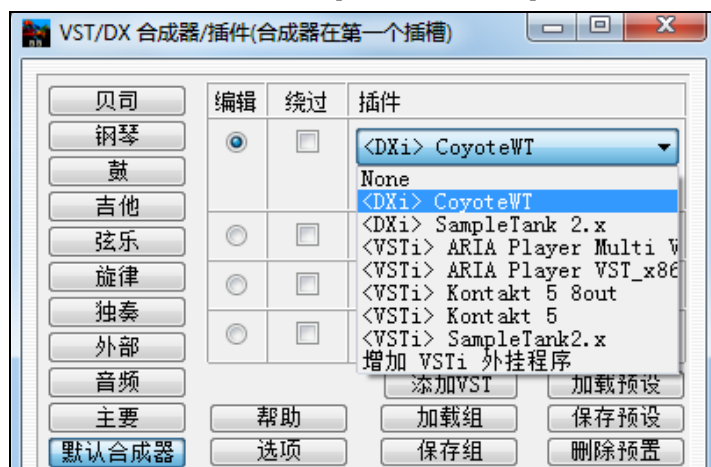 VST/DX 合成器/插件(合成器在第一个插槽)
贝司
钢琴
鼓
吉他
弦乐
旋律
独奏
外部
音频
主要
默认合成器
编辑 绕过 插件
<DXi> CoyoteWT
None
<DXi> CoyoteWT
<DXi> SampleTank 2.x
<VSTi> ARIA Player Multi V
<VSTi> ARIA Player VST_x86
<VSTi> Kontakt 5 8out
<VSTi> Kontakt 5
<VSTi> SampleTank2.x
增加 VSTi 外挂程序
添加VST 加载预设
帮助 加载组 保存预设
选项 保存组 删除预置